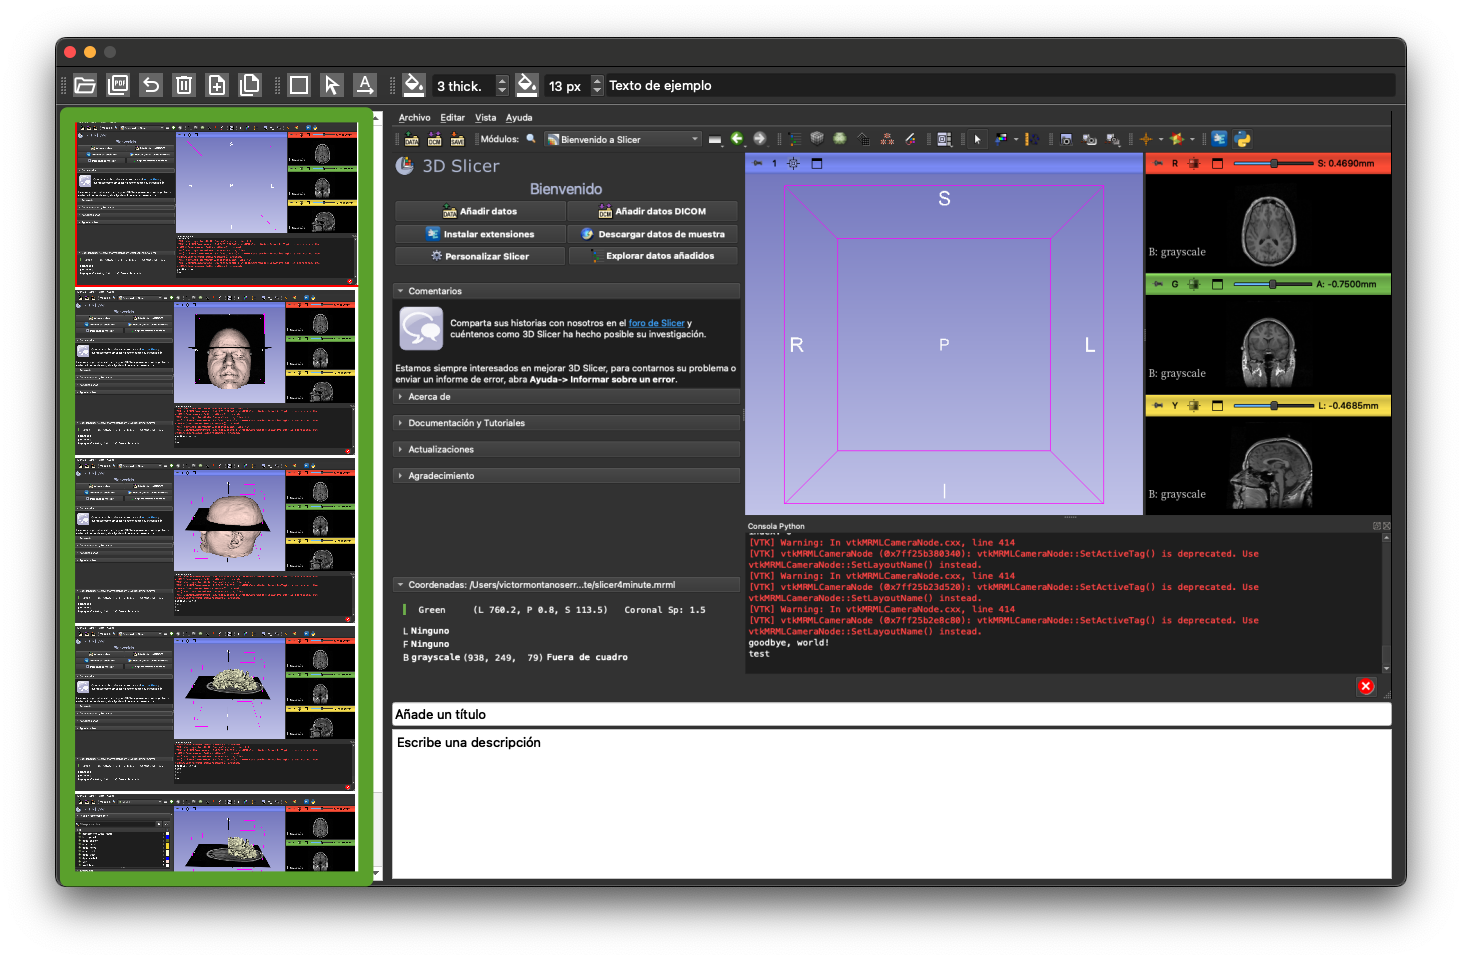 PDF
A
3 thick.
13 px
Texto de ejemplo
Archivo Editar Vista Ayuda
DATA DCM SAVE Módulos: Bienvenido a Slicer
3D Slicer
Bienvenido
Añadir datos
Añadir datos DICOM
Instalar extensiones
Descargar datos de muestra
Personalizar Slicer
Explorar datos añadidos
Comentarios
Comparta sus historias con nosotros en el foro de Slicer y
cuéntenos como 3D Slicer ha hecho posible su investigación.
Estamos siempre interesados en mejorar 3D Slicer, para contarnos su problema o
enviar un informe de error, abra Ayuda-> Informar sobre un error.
Acerca de
Documentación y Tutoriales
Actualizaciones
Agradecimiento
Coordenadas: /Users/victormontanoserr...te/slicer4minute.mrml
Green (L 760.2, P 0.8, S 113.5) Coronal Sp: 1.5
L Ninguno
F Ninguno
B grayscale (938, 249, 79) Fuera de cuadro
1
S
R
P
L
I
R S: 0.4690mm
B: grayscale
G A: -0.7500mm
B: grayscale
Y L: -0.4685mm
B: grayscale
Consola Python
[VTK] Warning: In vtkMRMLCameraNode.cxx, line 414
[VTK] vtkMRMLCameraNode (0x7ff25b380340): vtkMRMLCameraNode::SetActiveTag() is deprecated. Use
vtkMRMLCameraNode::SetLayoutName() instead.
[VTK] Warning: In vtkMRMLCameraNode.cxx, line 414
[VTK] vtkMRMLCameraNode (0x7ff25b23d520): vtkMRMLCameraNode::SetActiveTag() is deprecated. Use
vtkMRMLCameraNode::SetLayoutName() instead.
[VTK] Warning: In vtkMRMLCameraNode.cxx, line 414
[VTK] vtkMRMLCameraNode (0x7ff25b2e8c80): vtkMRMLCameraNode::SetActiveTag() is deprecated. Use
vtkMRMLCameraNode::SetLayoutName() instead.
goodbye, world!
test
Añade un título
Escribe una descripción